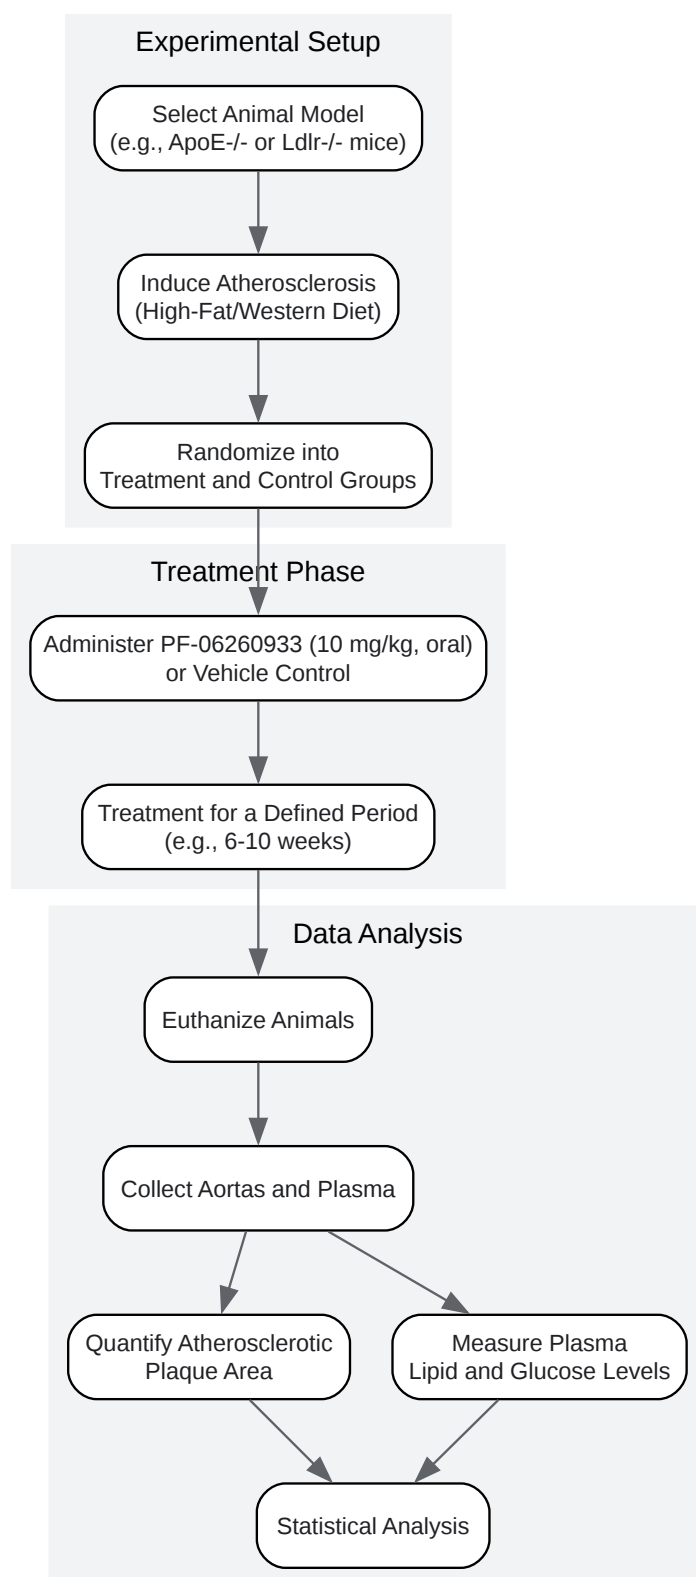 Experimental Setup
Select Animal Model
(e.g., ApoE-/- or Ldlr-/- mice)
Induce Atherosclerosis
(High-Fat/Western Diet)
Randomize into
Treatment and Control Groups
Treatment Phase
Administer PF-06260933 (10 mg/kg, oral)
or Vehicle Control
Treatment for a Defined Period
(e.g., 6-10 weeks)
Data Analysis
Euthanize Animals
Collect Aortas and Plasma
Quantify Atherosclerotic
Plaque Area
Measure Plasma
Lipid and Glucose Levels
Statistical Analysis